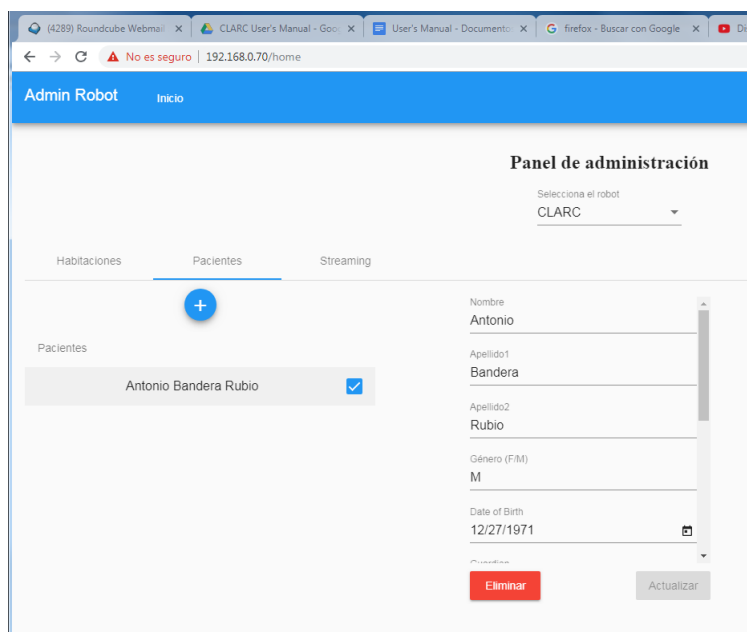 (4289) Roundcube Webmail
CLARC User's Manual - Goo
User's Manual - Documento
firefox - Buscar con Google
Di
No es seguro | 192.168.0.70/home
Admin Robot
Inicio
Panel de administración
Selecciona el robot
CLARC
Habitaciones
Pacientes
Streaming
+
Pacientes
Antonio Bandera Rubio
Nombre
Antonio
Apellido1
Bandera
Apellido2
Rubio
Género (F/M)
M
Date of Birth
12/27/1971
Guardian
Eliminar
Actualizar